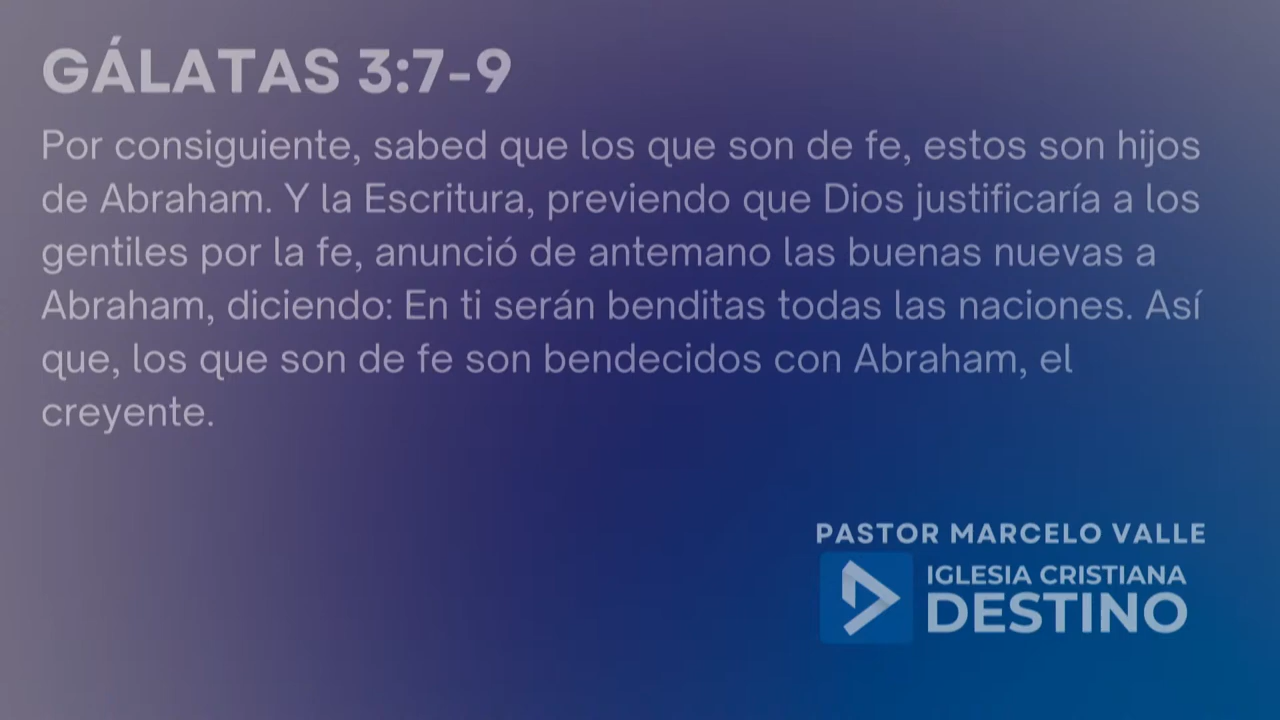 GÁLATAS 3:7-9
Por consiguiente, sabed que los que son de fe, estos son hijos
de Abraham. Y la Escritura, previendo que Dios justificaría a los
gentiles por la fe, anunció de antemano las buenas nuevas a
Abraham, diciendo: En ti serán benditas todas las naciones. Así
que, los que son de fe son bendecidos con Abraham, el
creyente.
PASTOR MARCELO VALLE
IGLESIA CRISTIANA
DESTINO